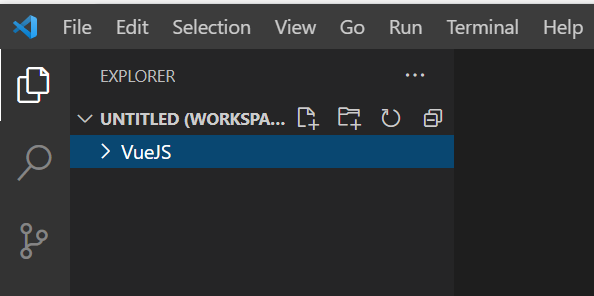 File Edit Selection View Go Run Terminal Help
EXPLORER
UNTITLED (WORKSPA...
VueJS